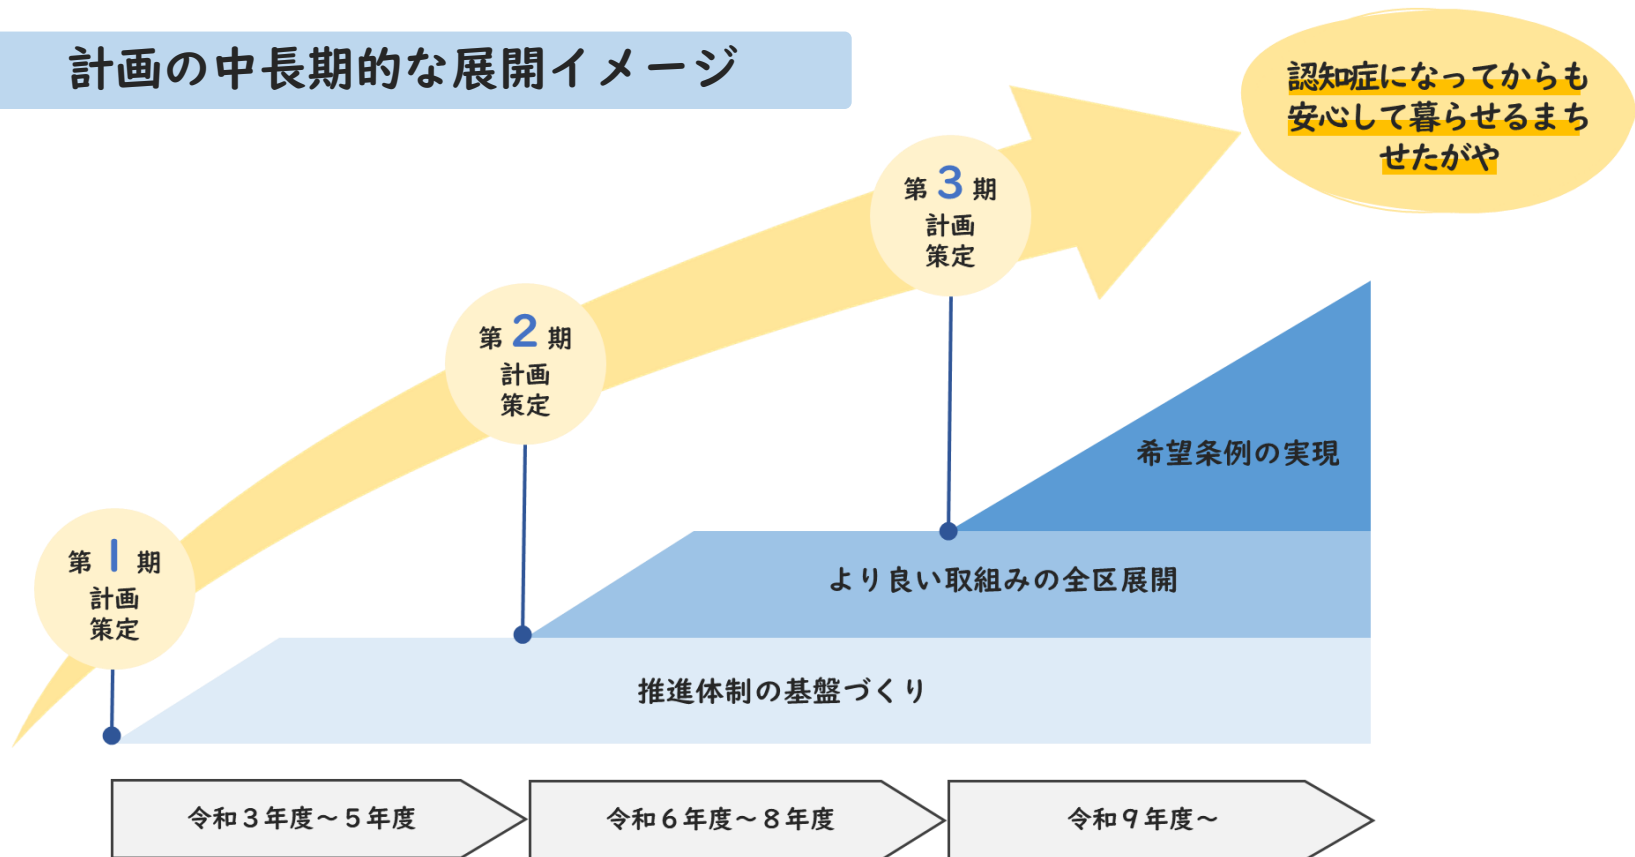 計画の中長期的な展開イメージ
認知症になってからも
安心して暮らせるまち
せたがや
第3期
計画
策定
第2期
計画
策定
第1期
計画
策定
希望条例の実現
より良い取組みの全区展開
推進体制の基盤づくり
令和3年度～5年度
令和6年度～8年度
令和9年度～